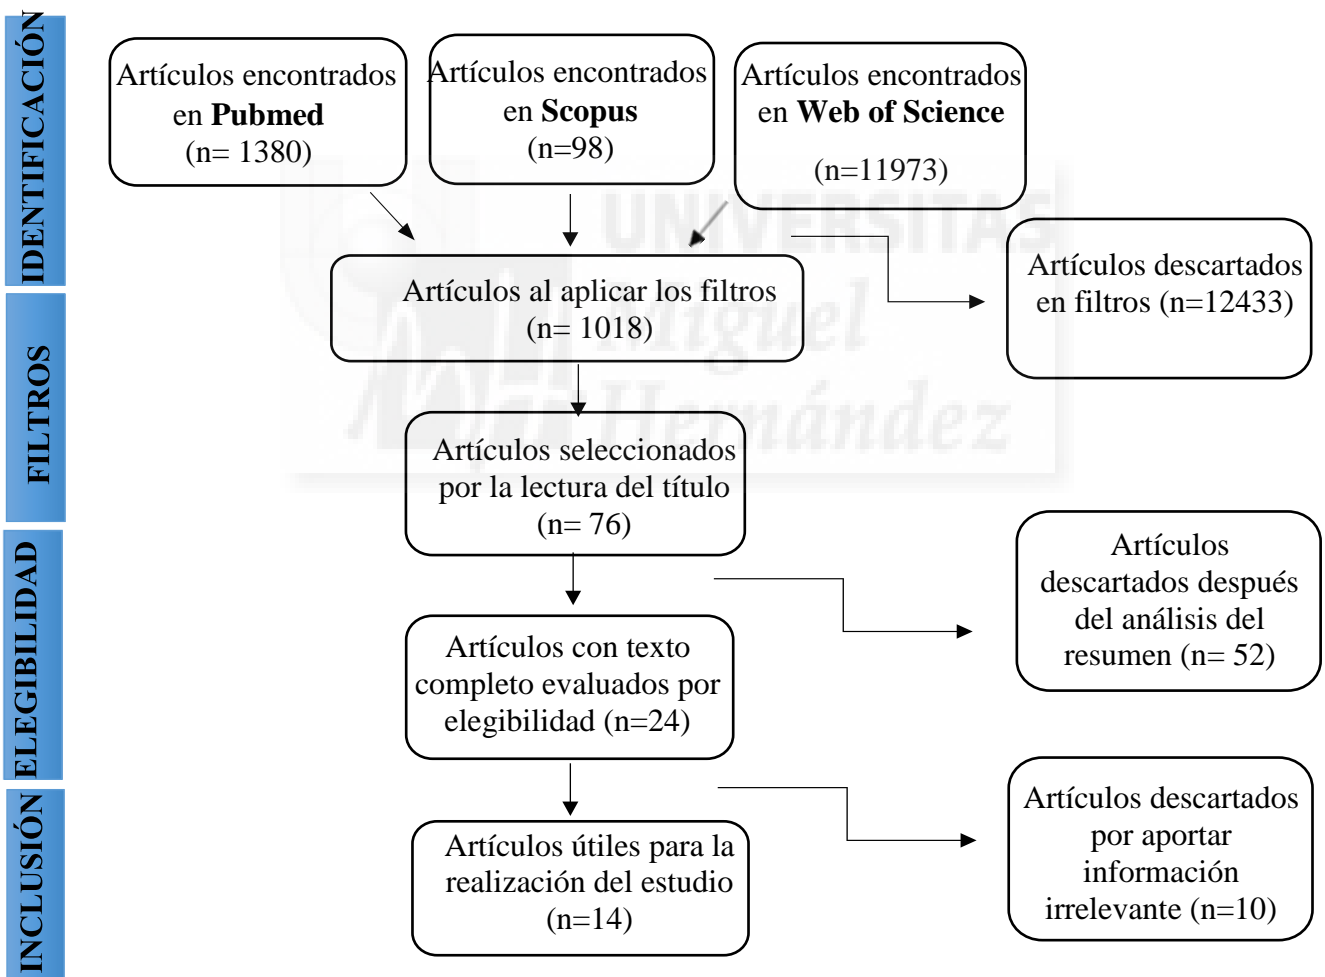 IDENTIFICACIÓN
Artículos encontrados
en Pubmed
(n= 1380)
Artículos encontrados
en Scopus
(n=98)
Artículos encontrados
en Web of Science
(n=11973)
UNIVERSITAS
Miguel
Hernández
Artículos al aplicar los filtros
(n= 1018)
Artículos descartados
en filtros (n=12433)
FILTROS
Artículos seleccionados
por la lectura del título
(n= 76)
ELEGIBILIDAD
Artículos
descartados después
del análisis del
resumen (n= 52)
Artículos con texto
completo evaluados por
elegibilidad (n=24)
INCLUSIÓN
Artículos descartados
por aportar
información
irrelevante (n=10)
Artículos útiles para la
realización del estudio
(n=14)